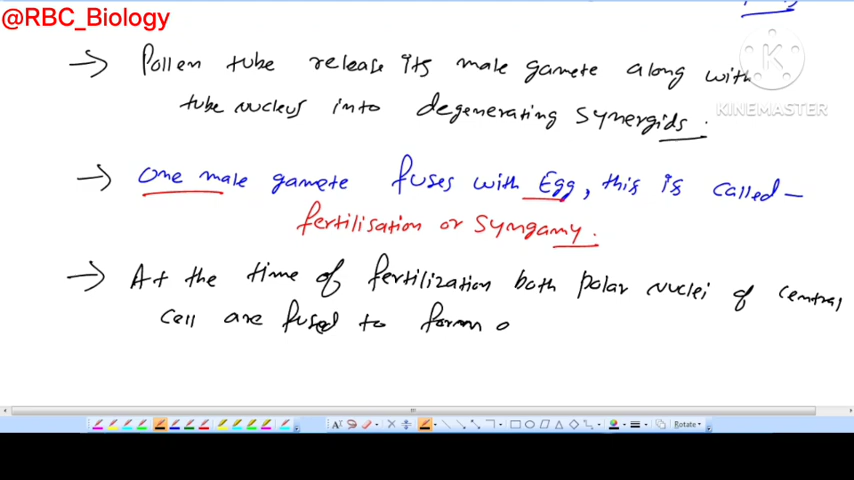 @RBC_Biology
→ Pollen tube release its male gamete along with
KINEMASTER
tube nucleus into degenerating synergids.
→ One male gamete fuses with Egg, this is called –
fertilisation or Syngamy.
→ At the time of fertilization both polar nuclei of central
cell are fused to form o
Rotate